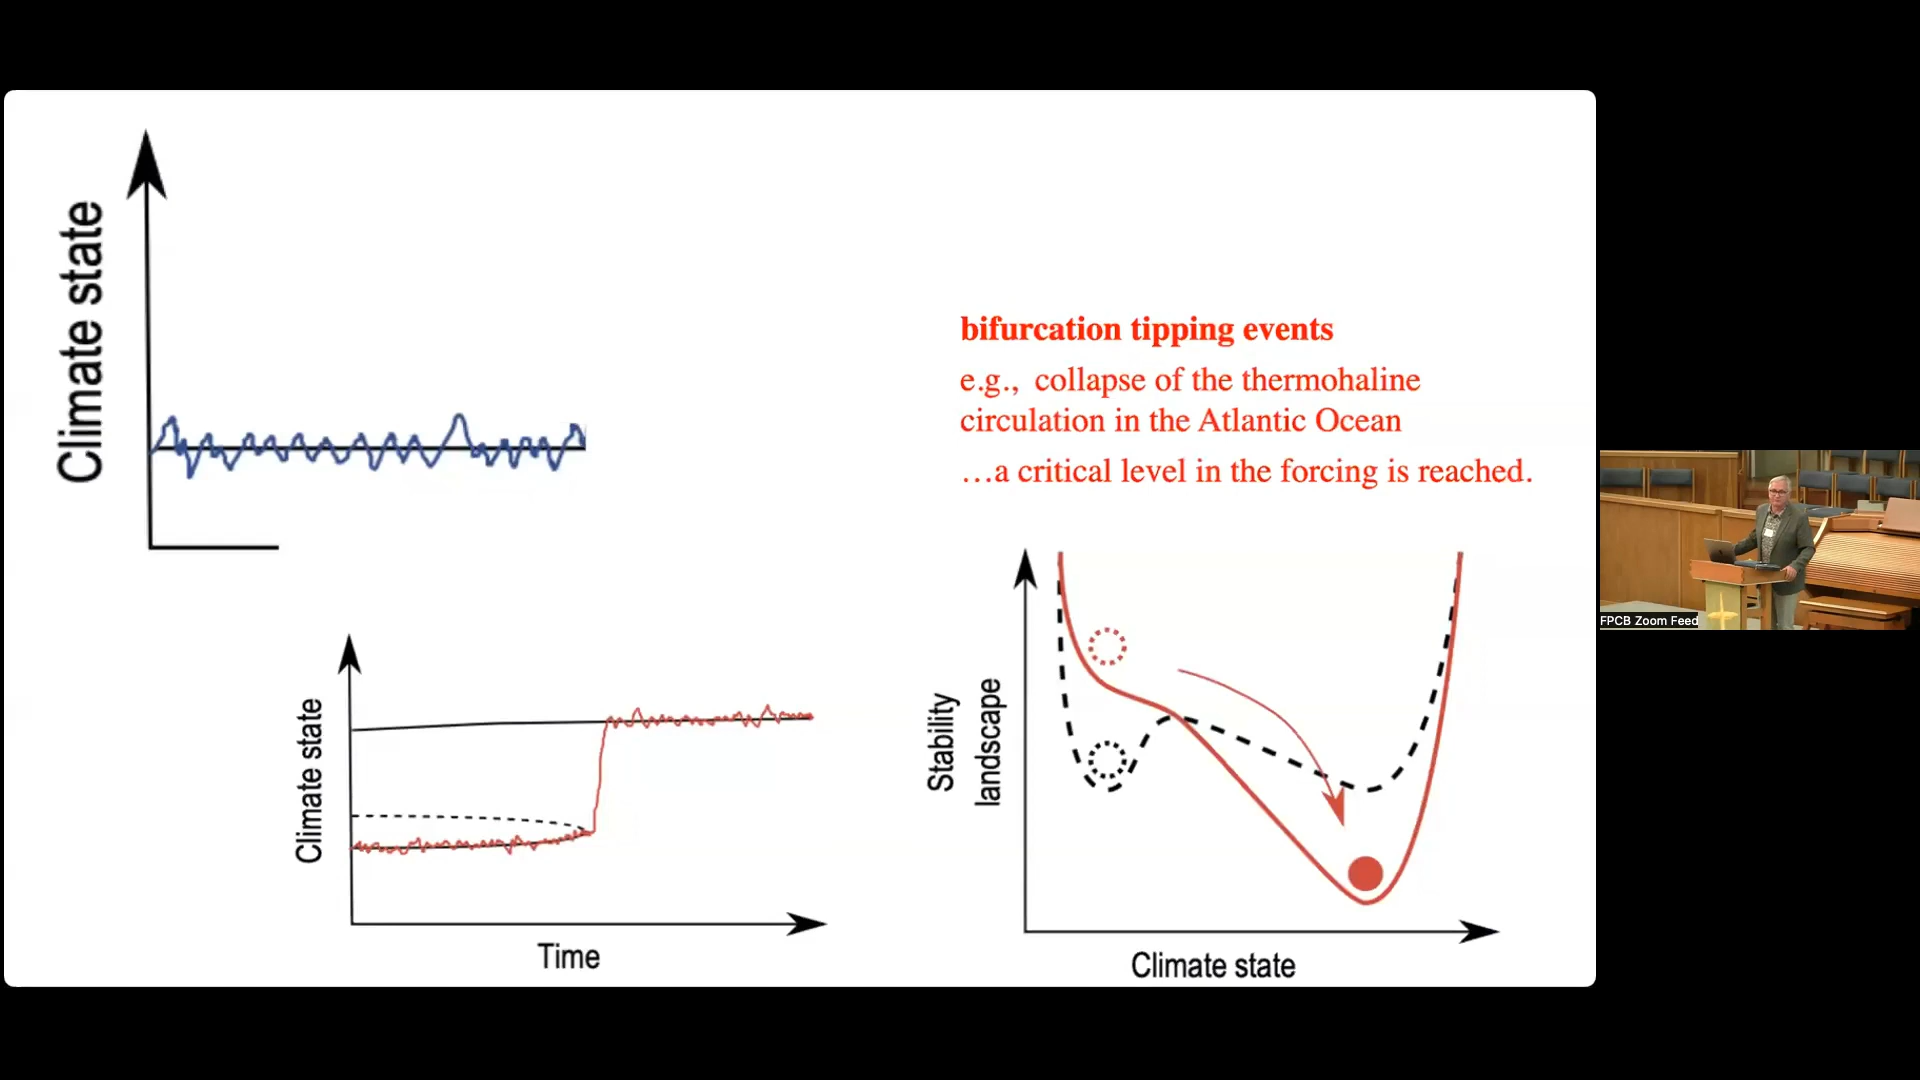 Climate state
bifurcation tipping events
e.g., collapse of the thermohaline
circulation in the Atlantic Ocean
…a critical level in the forcing is reached.
Climate state
Time
Stability
landscape
Climate state
FPCB Zoom Feed